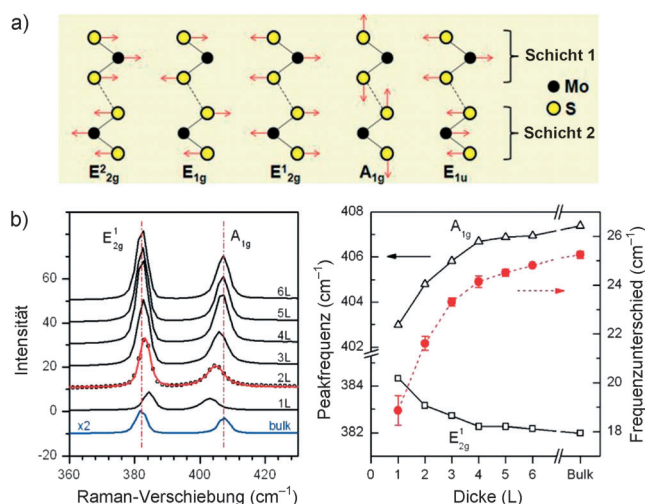 a)
Schicht 1
Mo
S
Schicht 2
E²₂g E₁g E¹₂g A₁g E₁u
b)
E¹₂g A₁g
60
40
20
0
-20
6L
5L
4L
3L
2L
1L
x2 bulk
Intensität
360 380 400 420
Raman-Verschiebung (cm⁻¹)
408
406
404
402
384
382
Peakfrequenz (cm⁻¹)
A₁g
E¹₂g
26
24
22
20
18
Frequenzunterschied (cm⁻¹)
0 1 2 3 4 5 6 Bulk
Dicke (L)